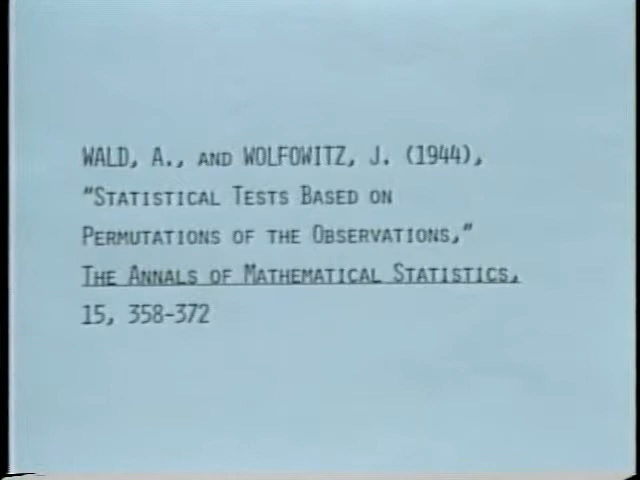 WALD, A., AND WOLFOWITZ, J. (1944),
"STATISTICAL TESTS BASED ON
PERMUTATIONS OF THE OBSERVATIONS,"
THE ANNALS OF MATHEMATICAL STATISTICS,
15, 358-372